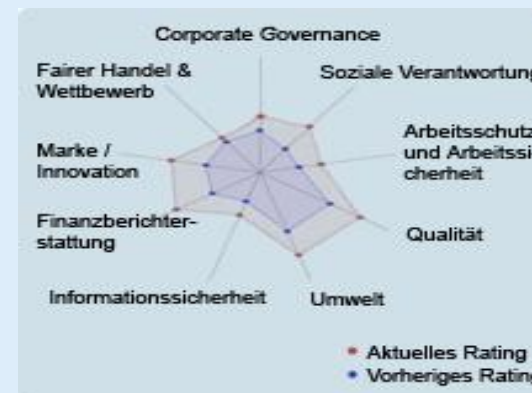 Corporate Governance
Fairer Handel &
Wettbewerb
Soziale Verantwortung
Arbeitsschutz
und Arbeitssi-
cherheit
Marke /
Innovation
Finanzberichter-
stattung
Qualität
Informationssicherheit
Umwelt
Aktuelles Rating
Vorheriges Rating